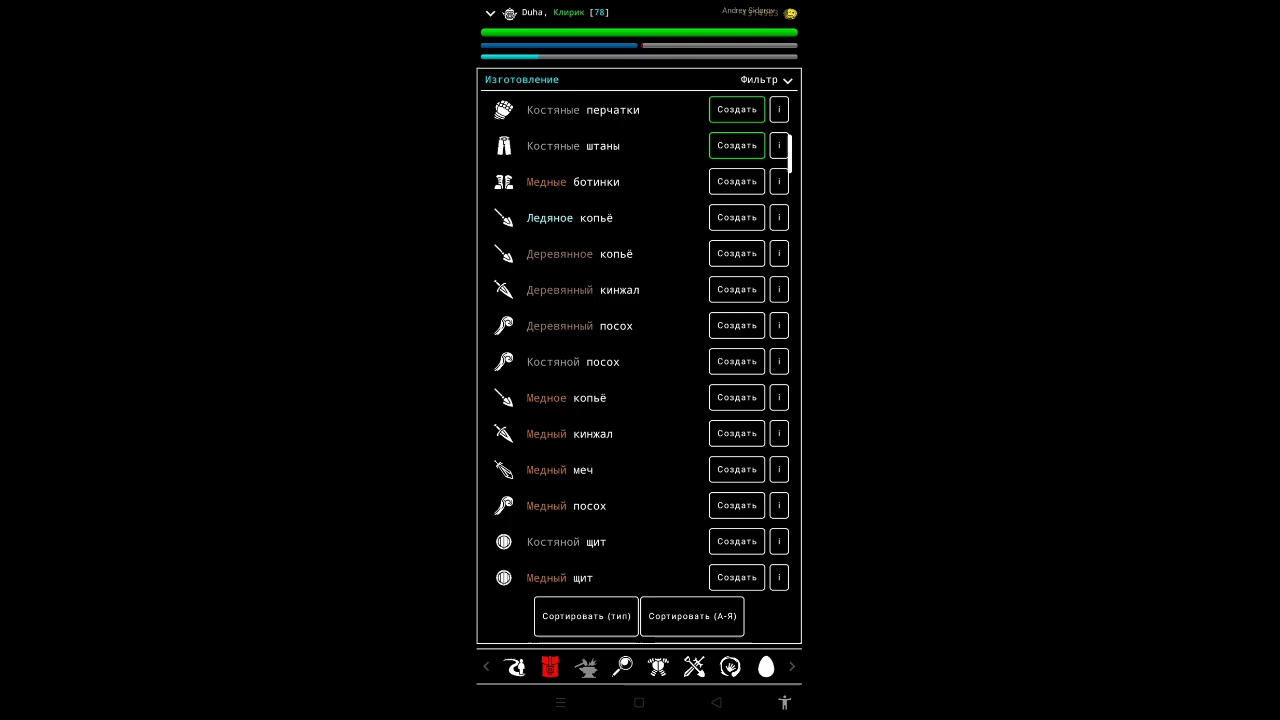 Duha, Клирик [78]
Andrey Sidorov
Изготовление Фильтр
Костяные перчатки Создать i
Костяные штаны Создать i
Медные ботинки Создать i
Ледяное копьё Создать i
Деревянное копьё Создать i
Деревянный кинжал Создать i
Деревянный посох Создать i
Костяной посох Создать i
Медное копьё Создать i
Медный кинжал Создать i
Медный меч Создать i
Медный посох Создать i
Костяной щит Создать i
Медный щит Создать i
Сортировать (тип) Сортировать (А-Я)